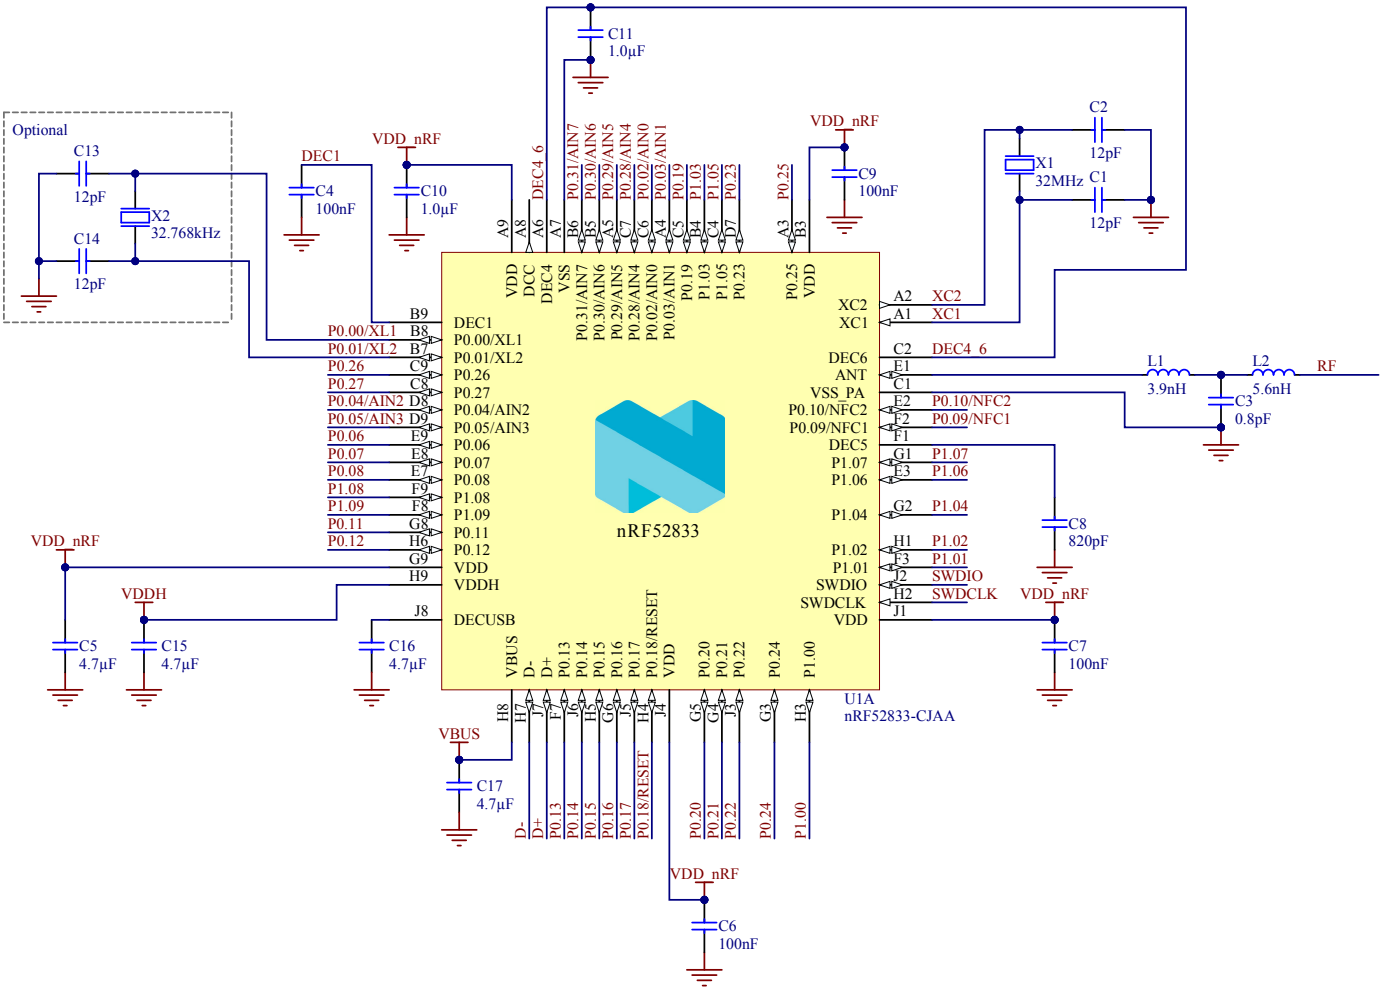 C11
1.0µF
Optional
C13
12pF
X2
32.768kHz
C14
12pF
DEC1
C4
100nF
VDD_nRF
C10
1.0µF
DEC4_6
P0.31/AIN7
P0.30/AIN6
P0.29/AIN5
P0.28/AIN4
P0.02/AIN0
P0.03/AIN1
P0.19
P1.03
P1.05
P0.23
P0.25
VDD_nRF
C9
100nF
C2
12pF
X1
32MHz
C1
12pF
A9
A8
A6
A7
B6
B5
A5
C7
C6
A4
C5
B4
C4
D7
A3
B3
VDD
DCC
DEC4
VSS
P0.31/AIN7
P0.30/AIN6
P0.29/AIN5
P0.28/AIN4
P0.02/AIN0
P0.03/AIN1
P0.19
P1.03
P1.05
P0.23
P0.25
VDD
B9 DEC1
P0.00/XL1 B8 P0.00/XL1
P0.01/XL2 B7 P0.01/XL2
P0.26 C9 P0.26
P0.27 C8 P0.27
P0.04/AIN2 D8 P0.04/AIN2
P0.05/AIN3 D9 P0.05/AIN3
P0.06 E9 P0.06
P0.07 E8 P0.07
P0.08 E7 P0.08
P1.08 F9 P1.08
P1.09 F8 P1.09
P0.11 G8 P0.11
P0.12 H6 P0.12
G9 VDD
H9 VDDH
J8 DECUSB
XC2 A2 XC2
XC1 A1 XC1
DEC6 C2 DEC4_6
ANT E1
VSS_PA C1
P0.10/NFC2 E2 P0.10/NFC2
P0.09/NFC1 F2 P0.09/NFC1
DEC5 F1
P1.07 G1 P1.07
P1.06 E3 P1.06
P1.04 G2 P1.04
P1.02 H1 P1.02
P1.01 F3 P1.01
SWDIO J2 SWDIO
SWDCLK H2 SWDCLK
VDD J1
L1
3.9nH
L2
5.6nH
RF
C3
0.8pF
C8
820pF
VDD_nRF
C7
100nF
nRF52833
VDD_nRF
C5
4.7µF
VDDH
C15
4.7µF
C16
4.7µF
VBUS
D-
D+
P0.13
P0.14
P0.15
P0.16
P0.17
P0.18/RESET
VDD
P0.20
P0.21
P0.22
P0.24
P1.00
U1A
nRF52833-CJAA
H8
H7
J7
F7
J6
H5
G6
J5
H4
J4
G5
G4
J3
G3
H3
VBUS
C17
4.7µF
D-
D+
P0.13
P0.14
P0.15
P0.16
P0.17
P0.18/RESET
P0.20
P0.21
P0.22
P0.24
P1.00
VDD_nRF
C6
100nF